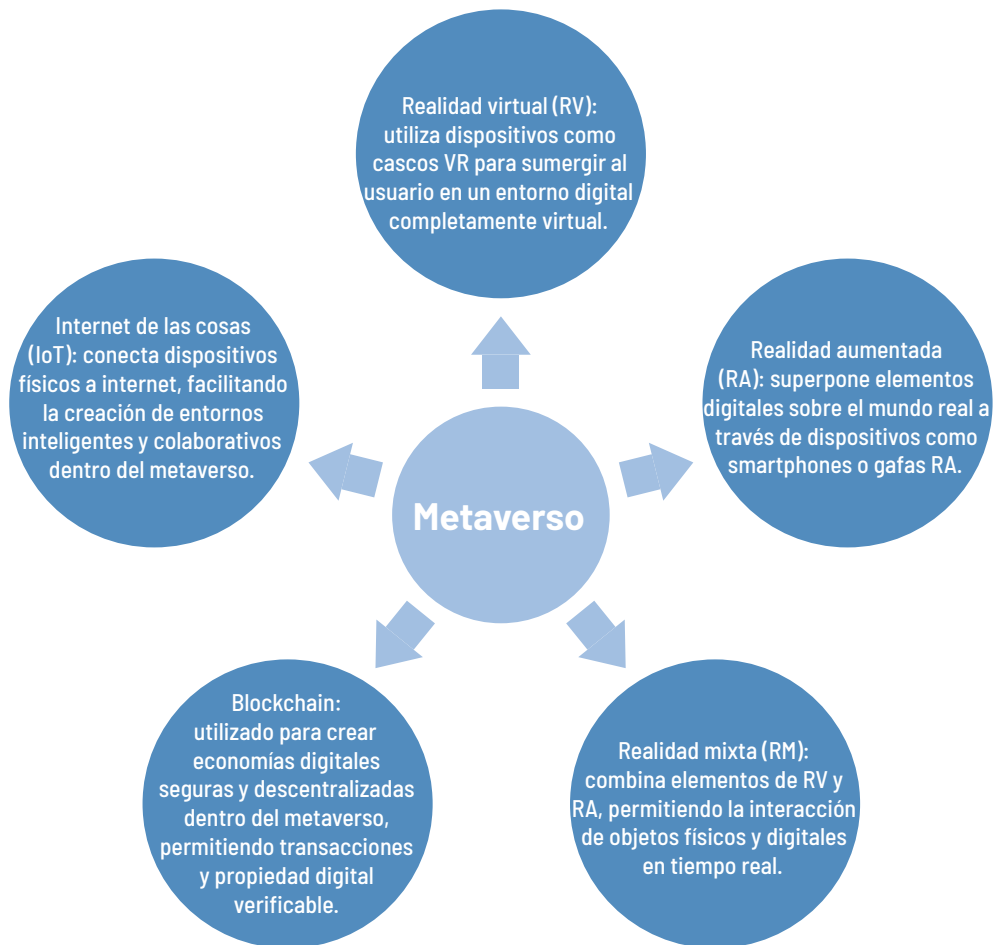 Realidad virtual (RV):
utiliza dispositivos como
cascos VR para sumergir al
usuario en un entorno digital
completamente virtual.
Internet de las cosas
(IoT): conecta dispositivos
físicos a internet, facilitando
la creación de entornos
inteligentes y colaborativos
dentro del metaverso.
Realidad aumentada
(RA): superpone elementos
digitales sobre el mundo real a
través de dispositivos como
smartphones o gafas RA.
Metaverso
Blockchain:
utilizado para crear
economías digitales
seguras y descentralizadas
dentro del metaverso,
permitiendo transacciones
y propiedad digital
verificable.
Realidad mixta (RM):
combina elementos de RV y
RA, permitiendo la interacción
de objetos físicos y digitales
en tiempo real.